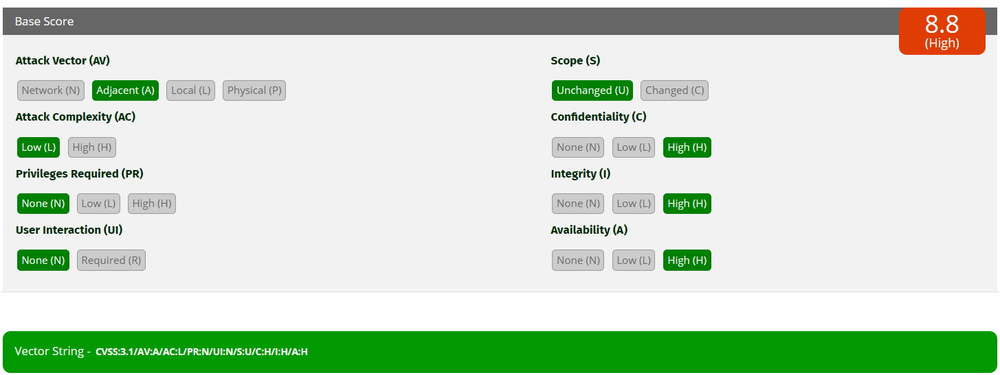 Base Score
8.8
(High)
Attack Vector (AV)
Network (N) Adjacent (A) Local (L) Physical (P)
Attack Complexity (AC)
Low (L) High (H)
Privileges Required (PR)
None (N) Low (L) High (H)
User Interaction (UI)
None (N) Required (R)
Scope (S)
Unchanged (U) Changed (C)
Confidentiality (C)
None (N) Low (L) High (H)
Integrity (I)
None (N) Low (L) High (H)
Availability (A)
None (N) Low (L) High (H)
Vector String - CVSS:3.1/AV:A/AC:L/PR:N/UI:N/S:U/C:H/I:H/A:H